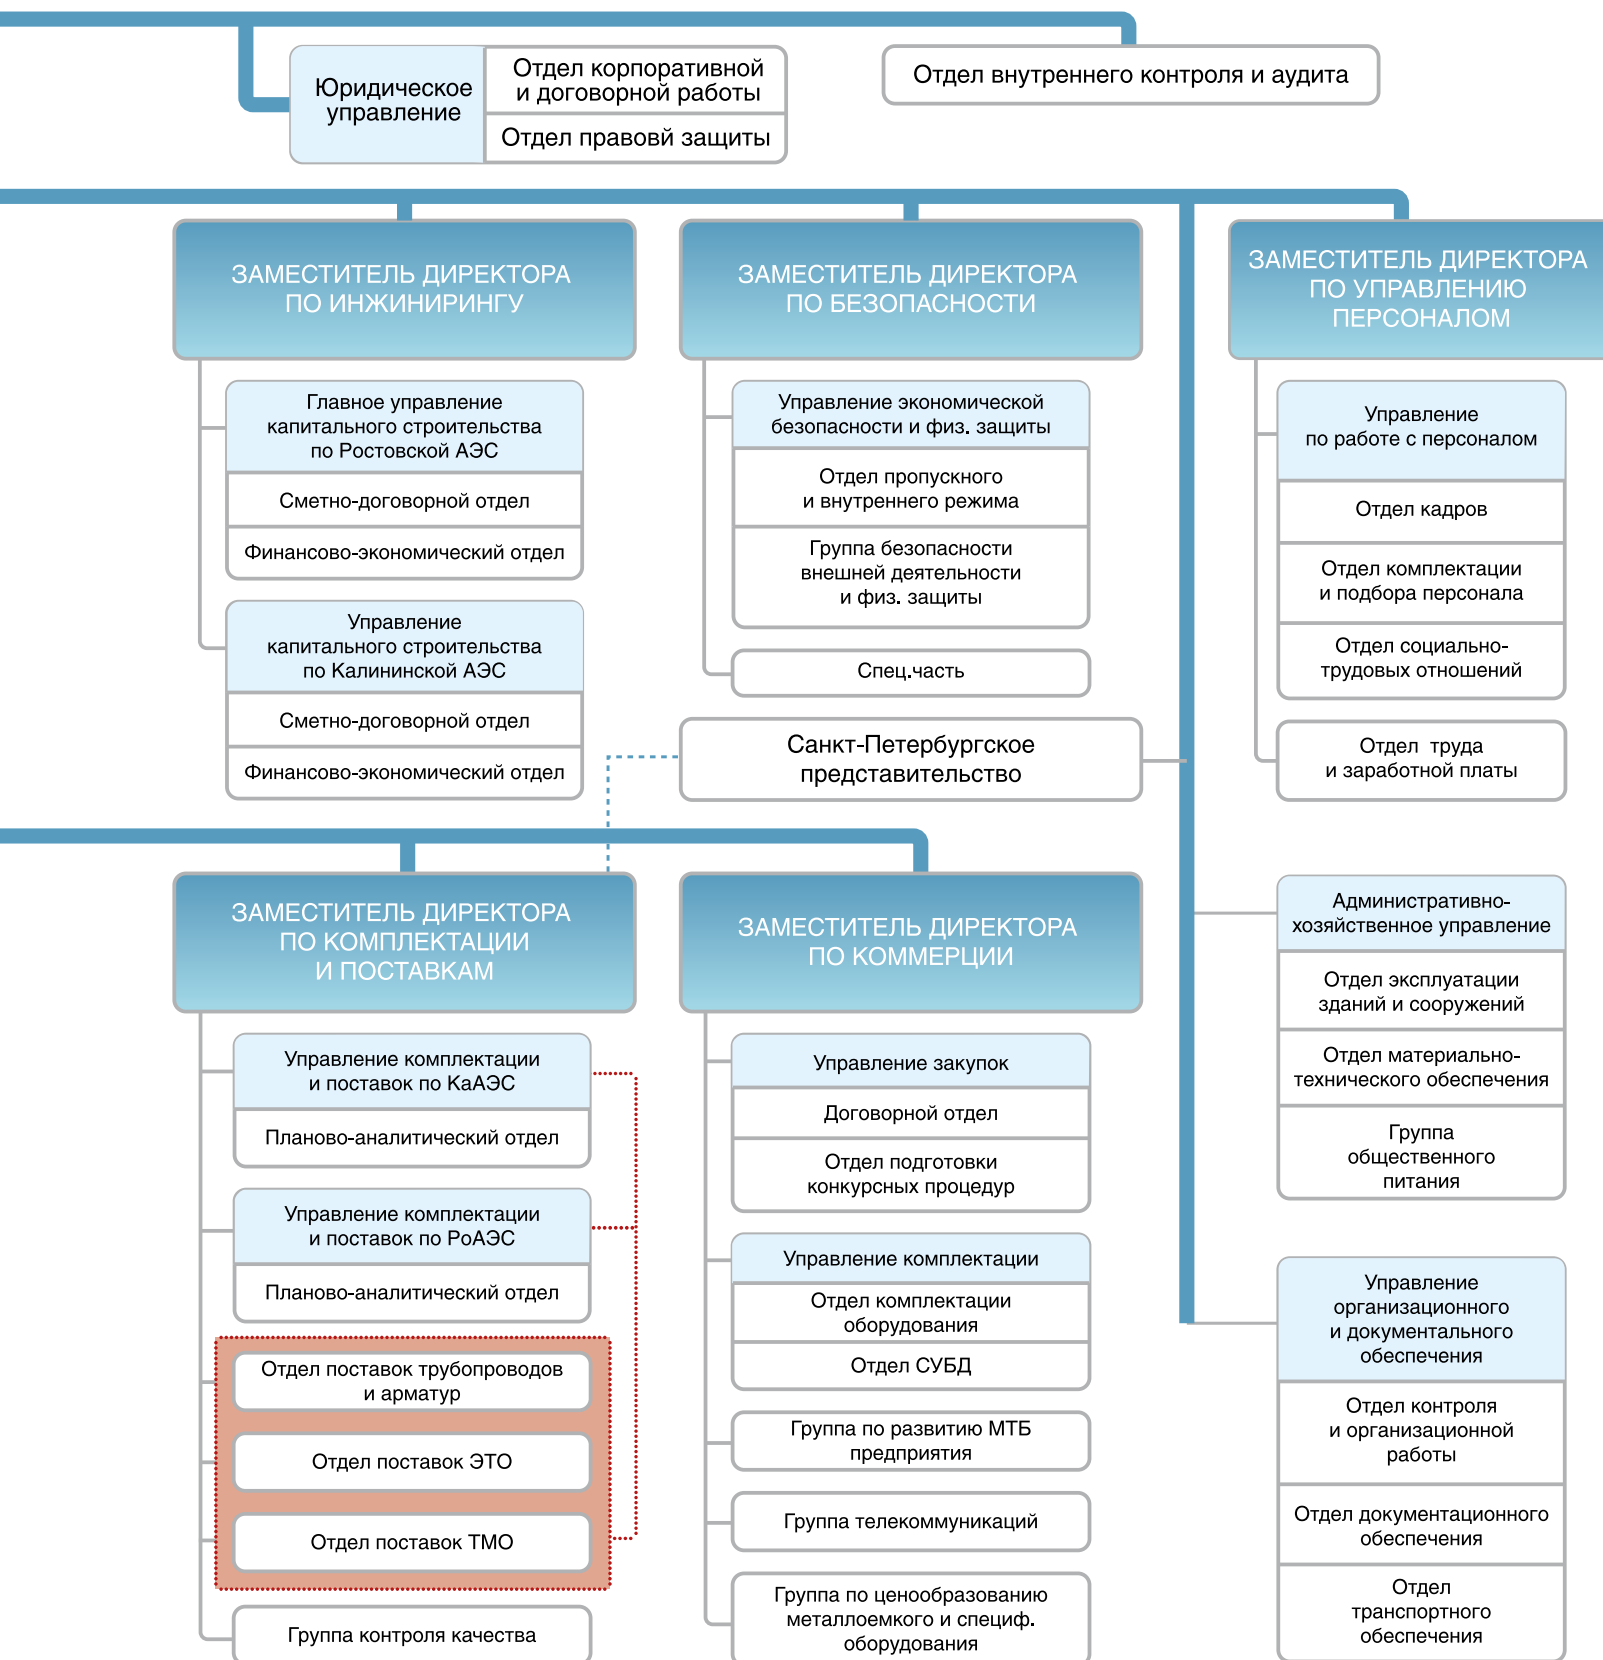 Юридическое
управление
Отдел корпоративной
и договорной работы
Отдел правовй защиты
Отдел внутреннего контроля и аудита
ЗАМЕСТИТЕЛЬ ДИРЕКТОРА
ПО ИНЖИНИРИНГУ
Главное управление
капитального строительства
по Ростовской АЭС
Сметно-договорной отдел
Финансово-экономический отдел
Управление
капитального строительства
по Калининской АЭС
Сметно-договорной отдел
Финансово-экономический отдел
ЗАМЕСТИТЕЛЬ ДИРЕКТОРА
ПО БЕЗОПАСНОСТИ
Управление экономической
безопасности и физ. защиты
Отдел пропускного
и внутреннего режима
Группа безопасности
внешней деятельности
и физ. защиты
Спец.часть
Санкт-Петербургское
представительство
ЗАМЕСТИТЕЛЬ ДИРЕКТОРА
ПО УПРАВЛЕНИЮ
ПЕРСОНАЛОМ
Управление
по работе с персоналом
Отдел кадров
Отдел комплектации
и подбора персонала
Отдел социально-
трудовых отношений
Отдел труда
и заработной платы
ЗАМЕСТИТЕЛЬ ДИРЕКТОРА
ПО КОМПЛЕКТАЦИИ
И ПОСТАВКАМ
Управление комплектации
и поставок по КаАЭС
Планово-аналитический отдел
Управление комплектации
и поставок по РоАЭС
Планово-аналитический отдел
Отдел поставок трубопроводов
и арматур
Отдел поставок ЭТО
Отдел поставок ТМО
Группа контроля качества
ЗАМЕСТИТЕЛЬ ДИРЕКТОРА
ПО КОММЕРЦИИ
Управление закупок
Договорной отдел
Отдел подготовки
конкурсных процедур
Управление комплектации
Отдел комплектации
оборудования
Отдел СУБД
Группа по развитию МТБ
предприятия
Группа телекоммуникаций
Группа по ценообразованию
металлоемкого и специф.
оборудования
Административно-
хозяйственное управление
Отдел эксплуатации
зданий и сооружений
Отдел материально-
технического обеспечения
Группа
общественного
питания
Управление
организационного
и документального
обеспечения
Отдел контроля
и организационной
работы
Отдел документационного
обеспечения
Отдел
транспортного
обеспечения